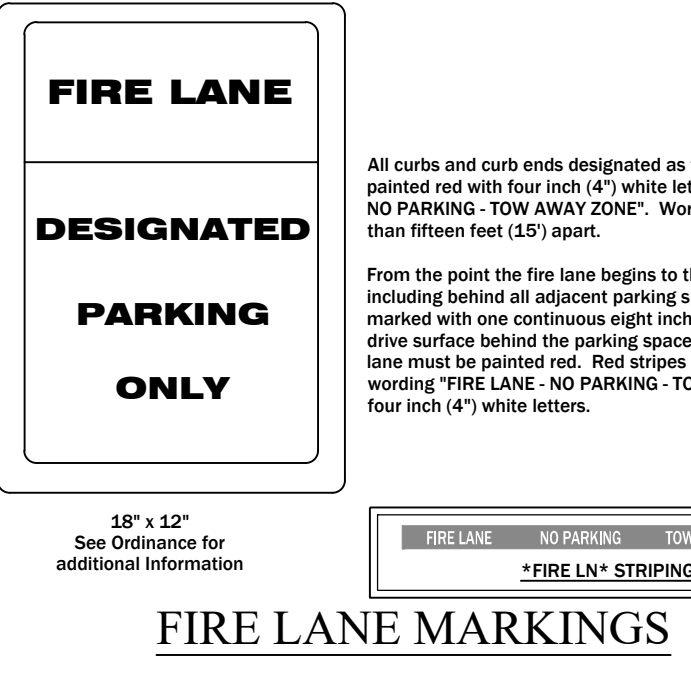 FIRE LANE
DESIGNATED
PARKING
ONLY
18" x 12"
See Ordinance for
additional Information
All curbs and curb ends designated as
painted red with four inch (4") white
NO PARKING - TOW AWAY ZONE".
than fifteen feet (15') apart.
From the point the fire lane begins to
including behind all adjacent parking
marked with one continuous eight inch
drive surface behind the parking space
lane must be painted red. Red stripes
wording "FIRE LANE - NO PARKING -
four inch (4") white letters.
FIRE LANE NO PARKING TOW
*FIRE LN* STRIPING
FIRE LANE MARKINGS